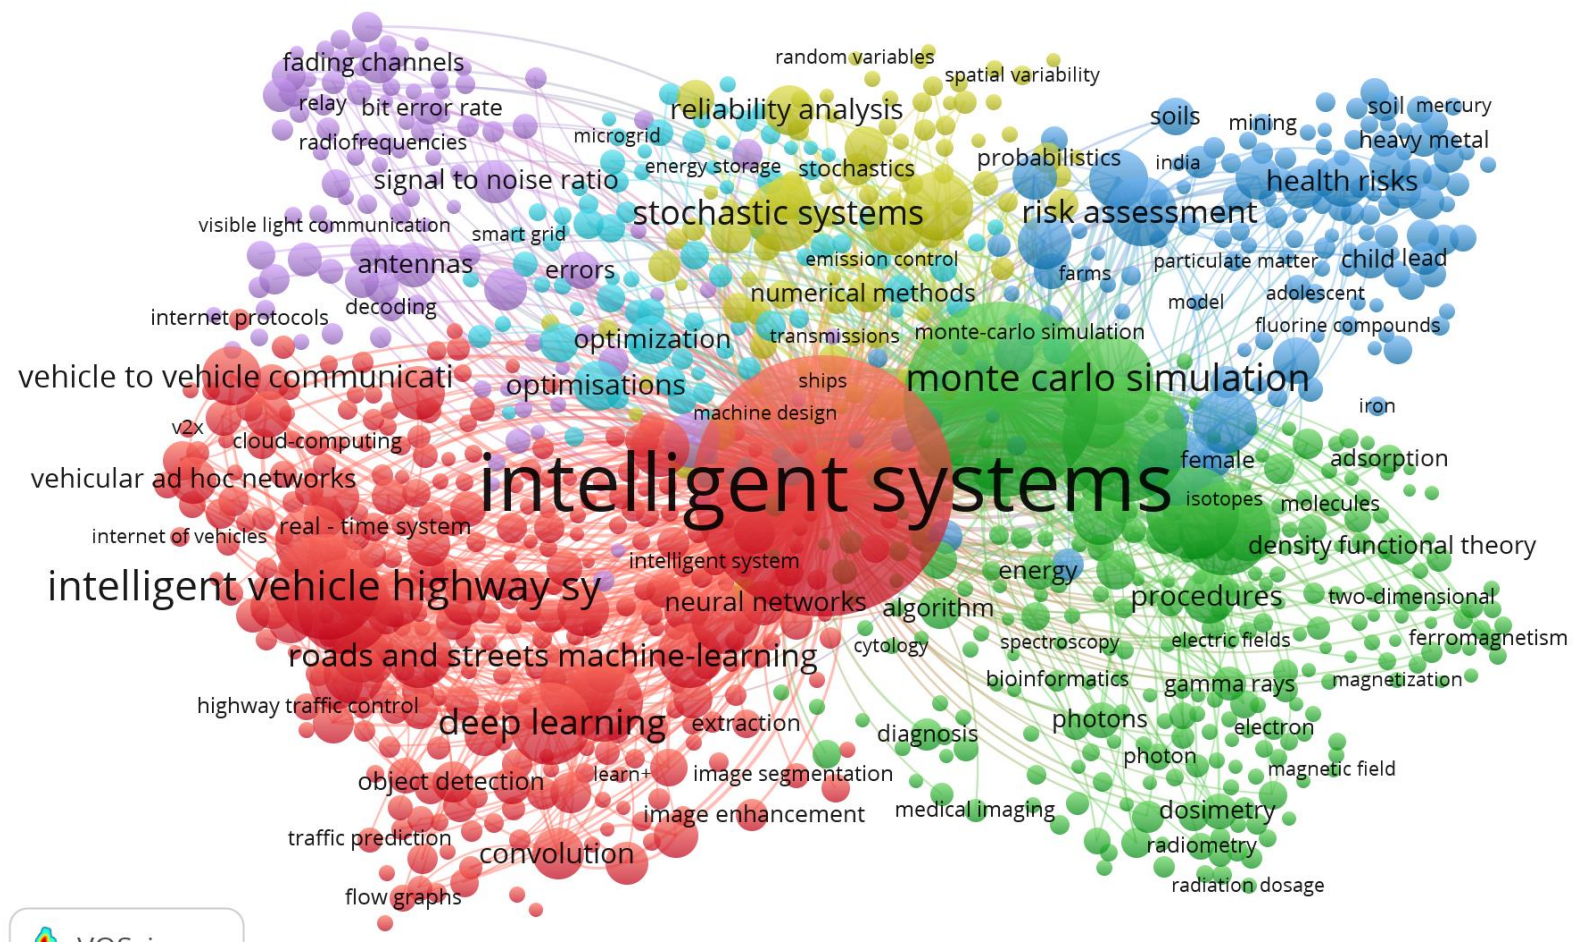 random variables
fading channels
spatial variability
relay
bit error rate
reliability analysis
soils
mining
soil
mercury
radiofrequencies
microgrid
heavy metal
energy storage
stochastics
probabilistics
india
signal to noise ratio
health risks
stochastic systems
risk assessment
visible light communication
smart grid
antennas
errors
emission control
farms
particulate matter
child lead
decoding
numerical methods
model
adolescent
internet protocols
optimization
transmissions
monte-carlo simulation
fluorine compounds
vehicle to vehicle communicati
optimisations
ships
monte carlo simulation
machine design
iron
v2x
cloud-computing
female
adsorption
vehicular ad hoc networks
intelligent systems
isotopes
molecules
internet of vehicles
real - time system
density functional theory
intelligent system
energy
intelligent vehicle highway sy
neural networks
algorithm
procedures
two-dimensional
cytology
spectroscopy
electric fields
ferromagnetism
roads and streets
machine-learning
bioinformatics
gamma rays
magnetization
highway traffic control
deep learning
extraction
diagnosis
photons
electron
photon
object detection
learn+
image segmentation
magnetic field
image enhancement
medical imaging
dosimetry
traffic prediction
convolution
radiometry
flow graphs
radiation dosage